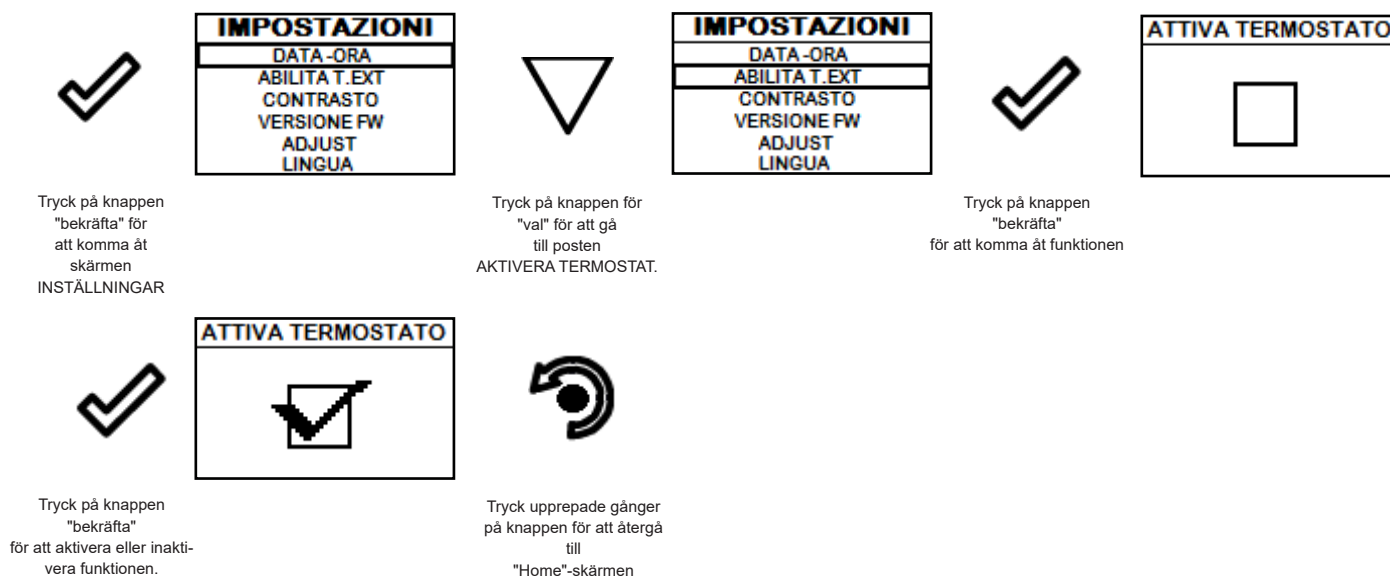 IMPOSTAZIONI
DATA-ORA
ABILITA T.EXT
CONTRASTO
VERSIONE FW
ADJUST
LINGUA
IMPOSTAZIONI
DATA-ORA
ABILITA T.EXT
CONTRASTO
VERSIONE FW
ADJUST
LINGUA
ATTIVA TERMOSTATO
Tryck på knappen
"bekräfta" för
att komma åt
skärmen
INSTÄLLNINGAR
Tryck på knappen för
"val" för att gå
till posten
AKTIVERA TERMOSTAT.
Tryck på knappen
"bekräfta"
för att komma åt funktionen
ATTIVA TERMOSTATO
Tryck på knappen
"bekräfta"
för att aktivera eller inakti-
vera funktionen.
Tryck upprepade gånger
på knappen för att återgå
till
"Home"-skärmen